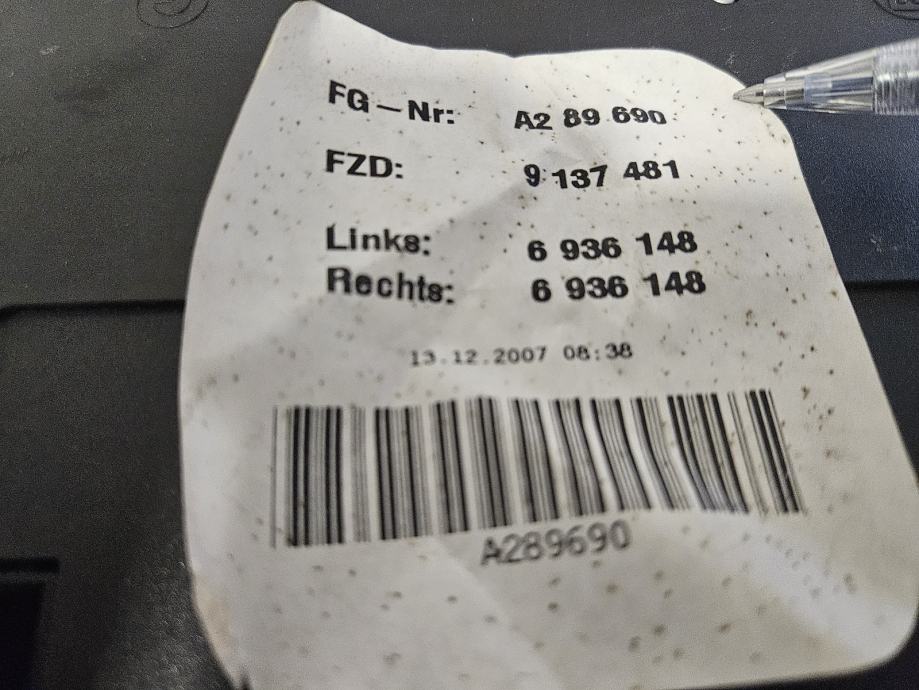 FG-Nr: A2 89 690
FZD: 9 137 481
Links: 6 936 148
Rechts: 6 936 148
13.12.2007 08:38
A289690